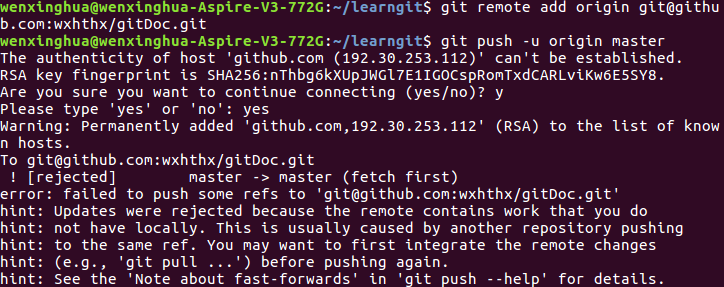 wenxinghua@wenxinghua-Aspire-V3-772G:~/learngit$ git remote add origin git@githu
b.com:wxhthx/gitDoc.git
wenxinghua@wenxinghua-Aspire-V3-772G:~/learngit$ git push -u origin master
The authenticity of host 'github.com (192.30.253.112)' can't be established.
RSA key fingerprint is SHA256:nThbg6kXUpJWGl7E1IGOCspRomTxdCARLviKw6E5SY8.
Are you sure you want to continue connecting (yes/no)? y
Please type 'yes' or 'no': yes
Warning: Permanently added 'github.com,192.30.253.112' (RSA) to the list of know
n hosts.
To git@github.com:wxhthx/gitDoc.git
 ! [rejected]        master -> master (fetch first)
error: failed to push some refs to 'git@github.com:wxhthx/gitDoc.git'
hint: Updates were rejected because the remote contains work that you do
hint: not have locally. This is usually caused by another repository pushing
hint: to the same ref. You may want to first integrate the remote changes
hint: (e.g., 'git pull ...') before pushing again.
hint: See the 'Note about fast-forwards' in 'git push --help' for details.